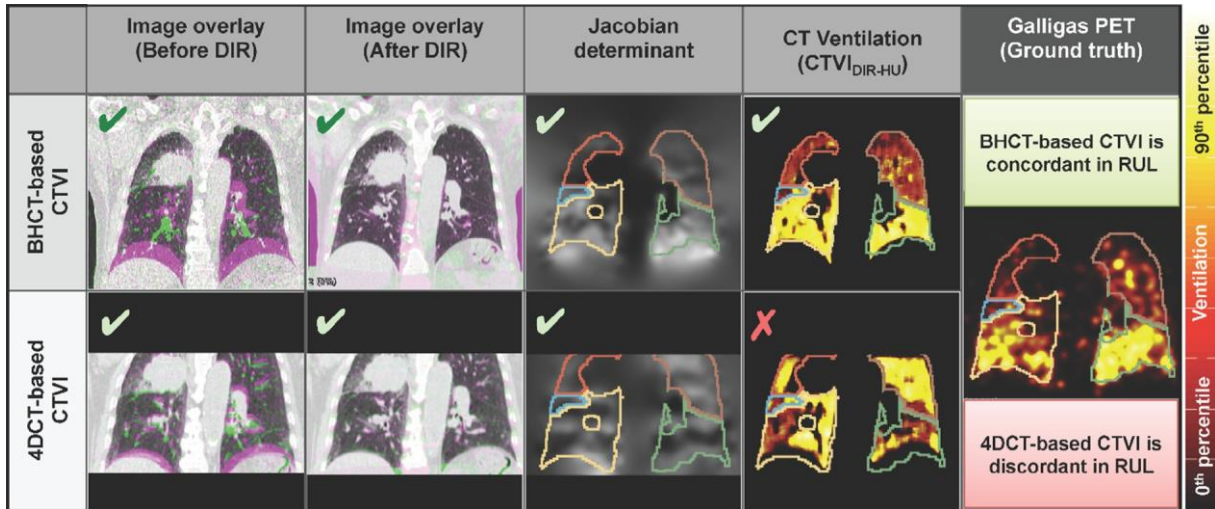 Image overlay
(Before DIR)
Image overlay
(After DIR)
Jacobian
determinant
CT Ventilation
(CTVI_DIR-HU)
Galligas PET
(Ground truth)
BHCT-based
CTVI
✔
✔
✔
✔
BHCT-based CTVI is
concordant in RUL
4DCT-based
CTVI
✔
✔
✔
✗
4DCT-based CTVI is
discordant in RUL
90th percentile
Ventilation
0th percentile